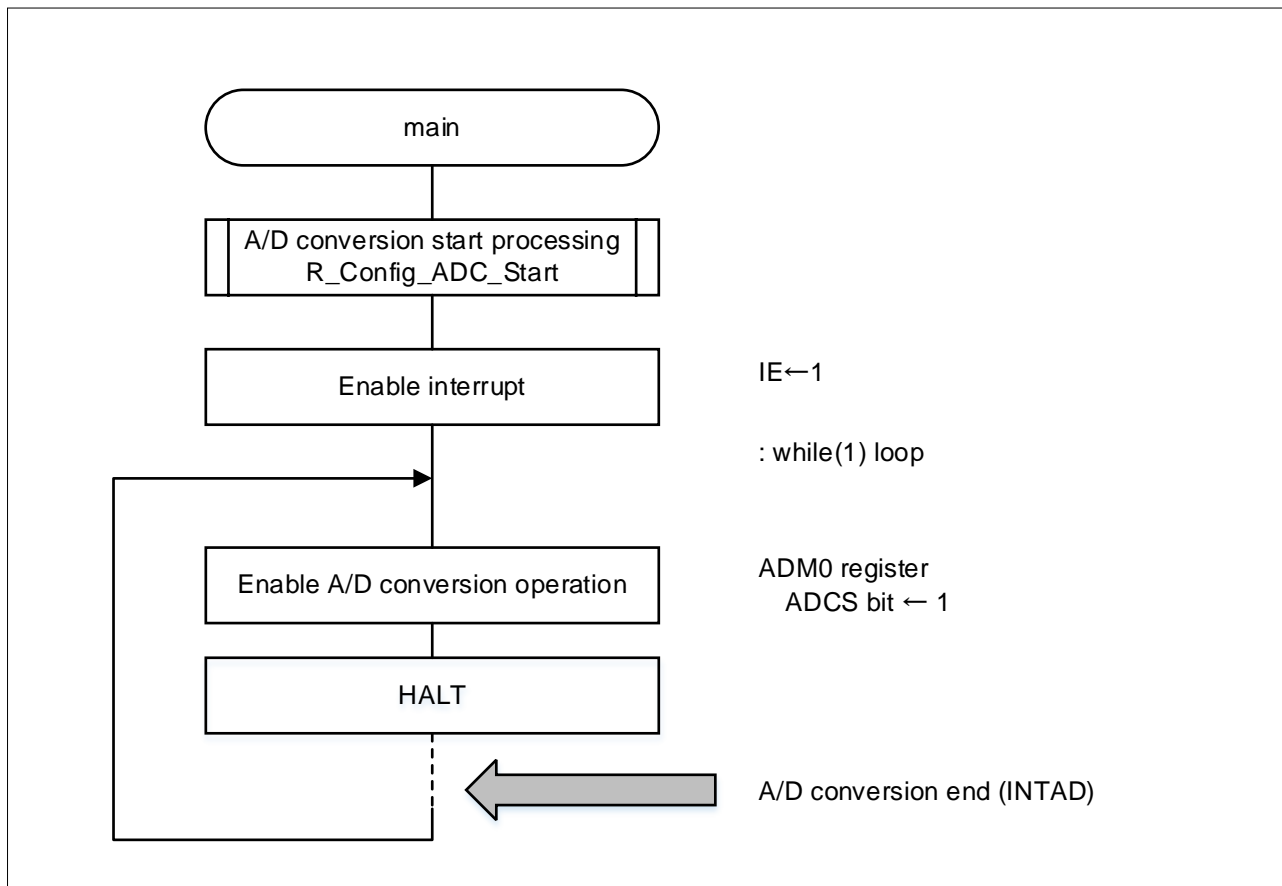 main
A/D conversion start processing
R_Config_ADC_Start
Enable interrupt
IE←1
: while(1) loop
Enable A/D conversion operation
ADM0 register
ADCS bit ← 1
HALT
A/D conversion end (INTAD)